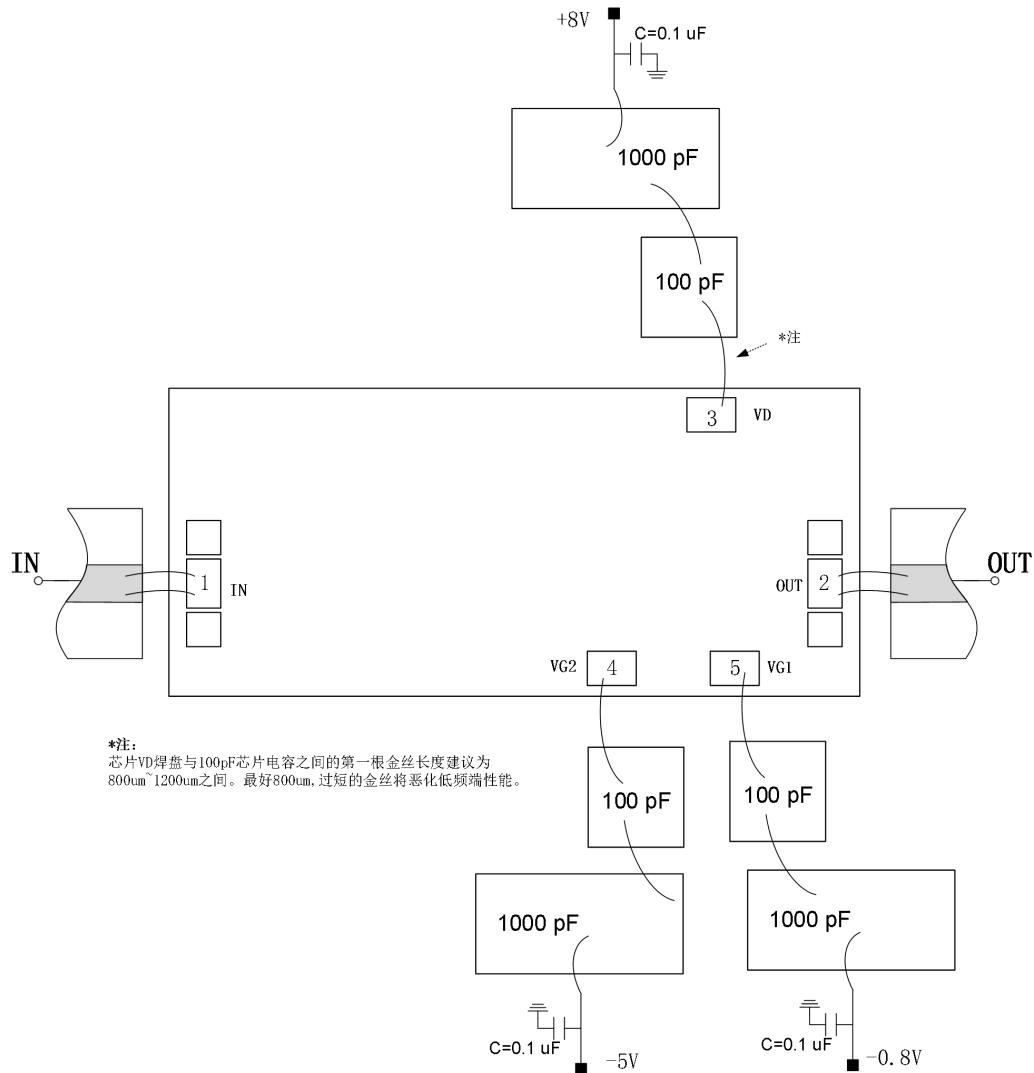 +8V
C=0.1 uF
1000 pF
100 pF
*注
3 VD
IN
1 IN
OUT 2
OUT
VG2 4
5 VG1
*注:
芯片VD焊盘与100pF芯片电容之间的第一根金丝长度建议为
800um~1200um之间。最好800um,过短的金丝将恶化低频端性能。
100 pF
100 pF
1000 pF
1000 pF
C=0.1 uF
-5V
C=0.1 uF
-0.8V